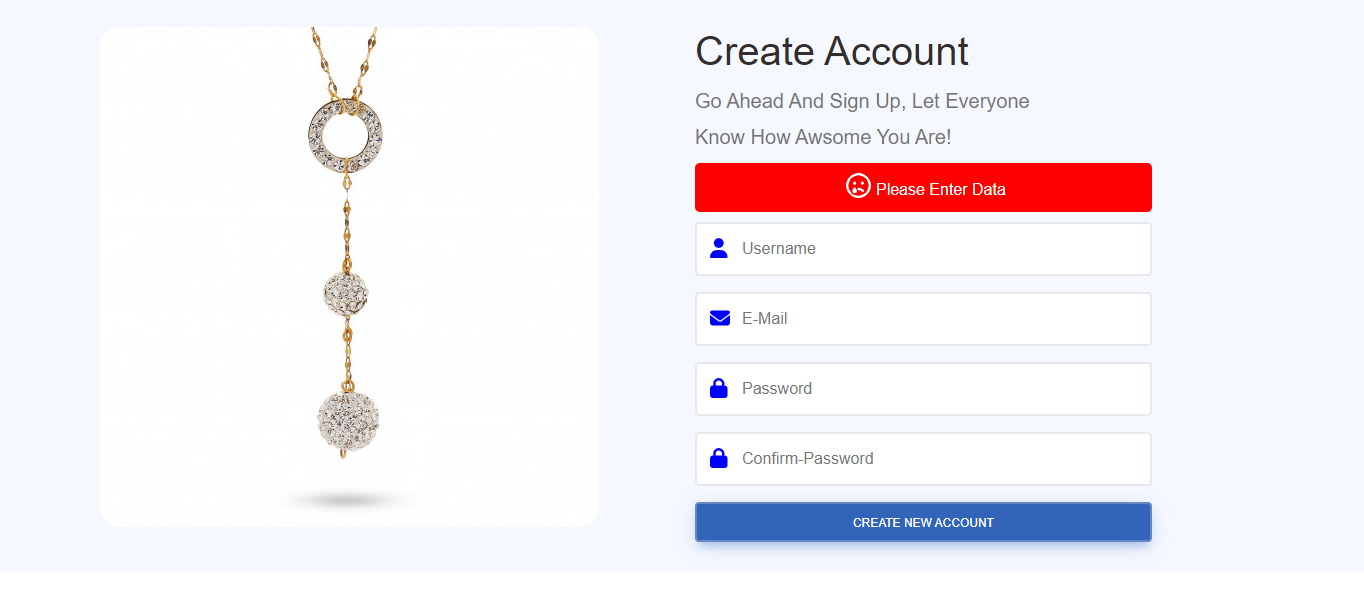 Create Account
Go Ahead And Sign Up, Let Everyone
Know How Awsome You Are!
Please Enter Data
Username
E-Mail
Password
Confirm-Password
CREATE NEW ACCOUNT